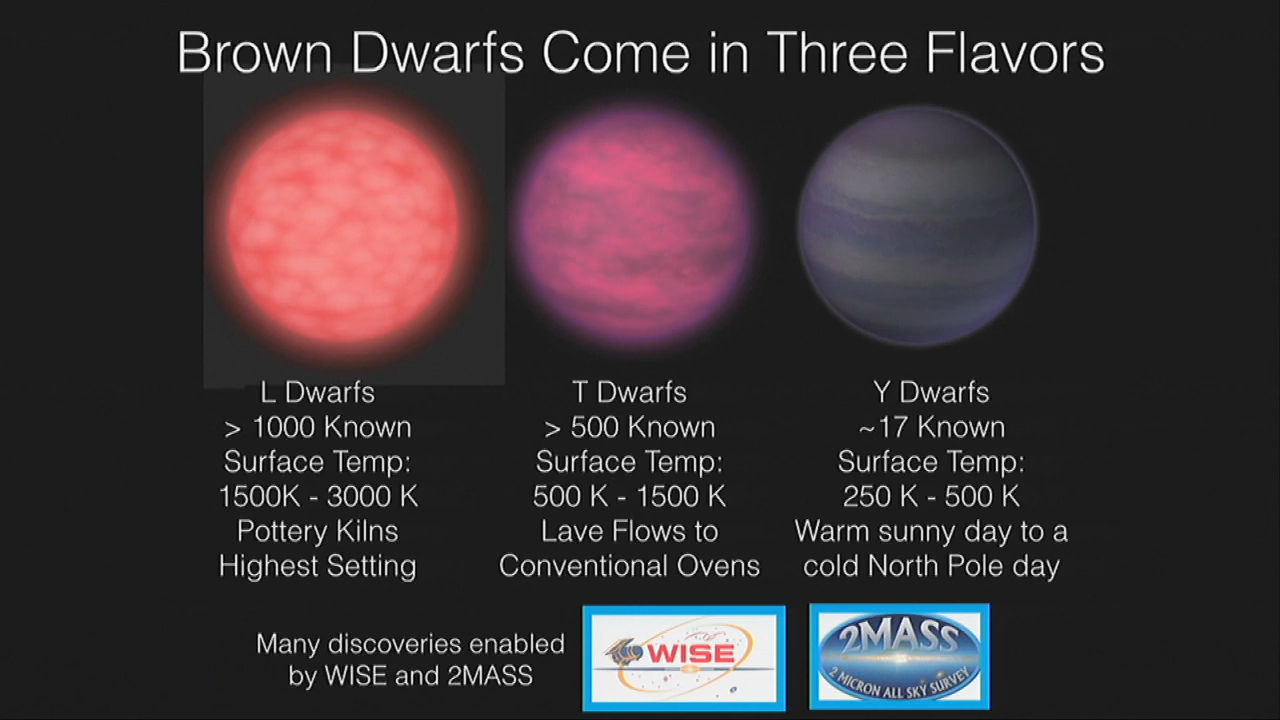 Brown Dwarfs Come in Three Flavors
L Dwarfs
> 1000 Known
Surface Temp:
1500K - 3000 K
Pottery Kilns
Highest Setting
T Dwarfs
> 500 Known
Surface Temp:
500 K - 1500 K
Lave Flows to
Conventional Ovens
Y Dwarfs
~17 Known
Surface Temp:
250 K - 500 K
Warm sunny day to a
cold North Pole day
Many discoveries enabled
by WISE and 2MASS
WISE
2MASS
2 MICRON ALL SKY SURVEY